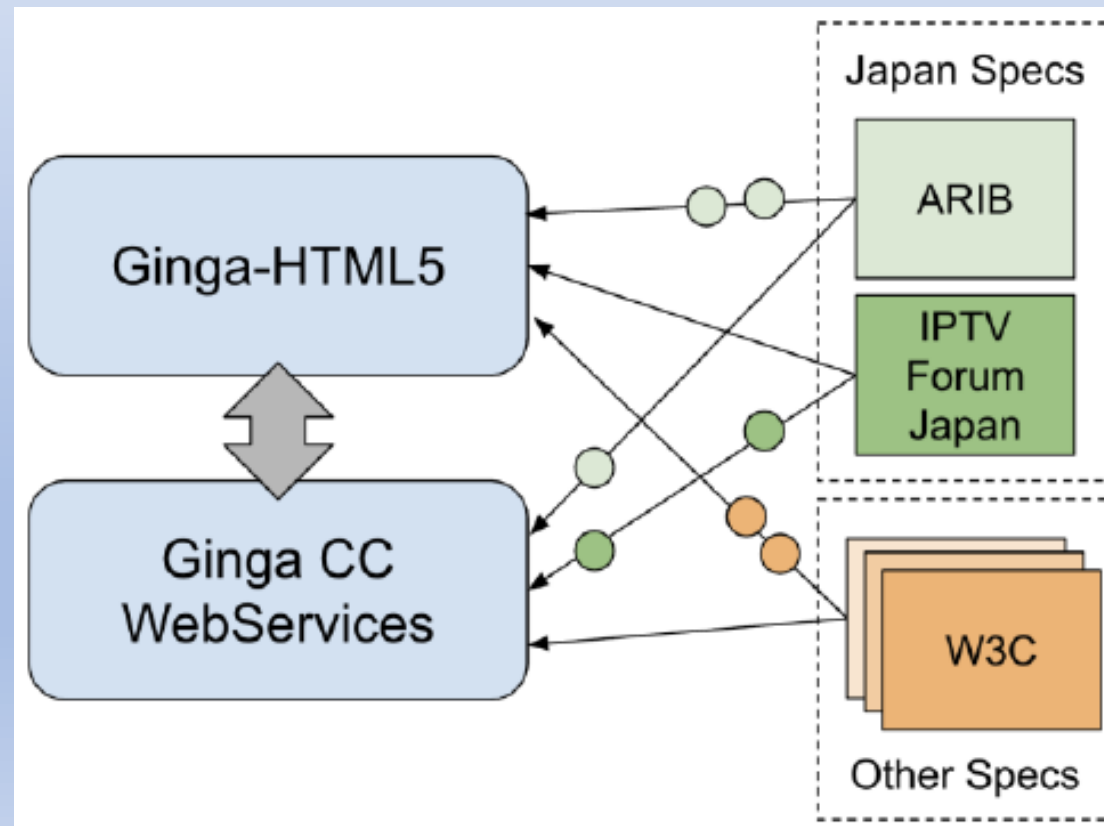 Japan Specs
ARIB
Ginga-HTML5
IPTV
Forum
Japan
Ginga CC
WebServices
W3C
Other Specs